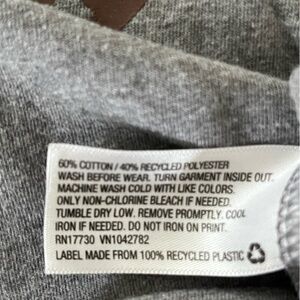 60% COTTON / 40% RECYCLED POLYESTER
WASH BEFORE WEAR. TURN GARMENT INSIDE OUT.
MACHINE WASH COLD WITH LIKE COLORS.
ONLY NON-CHLORINE BLEACH IF NEEDED.
TUMBLE DRY LOW. REMOVE PROMPTLY. COOL
IRON IF NEEDED. DO NOT IRON ON PRINT.
RN17730 VN1042782
LABEL MADE FROM 100% RECYCLED PLASTIC